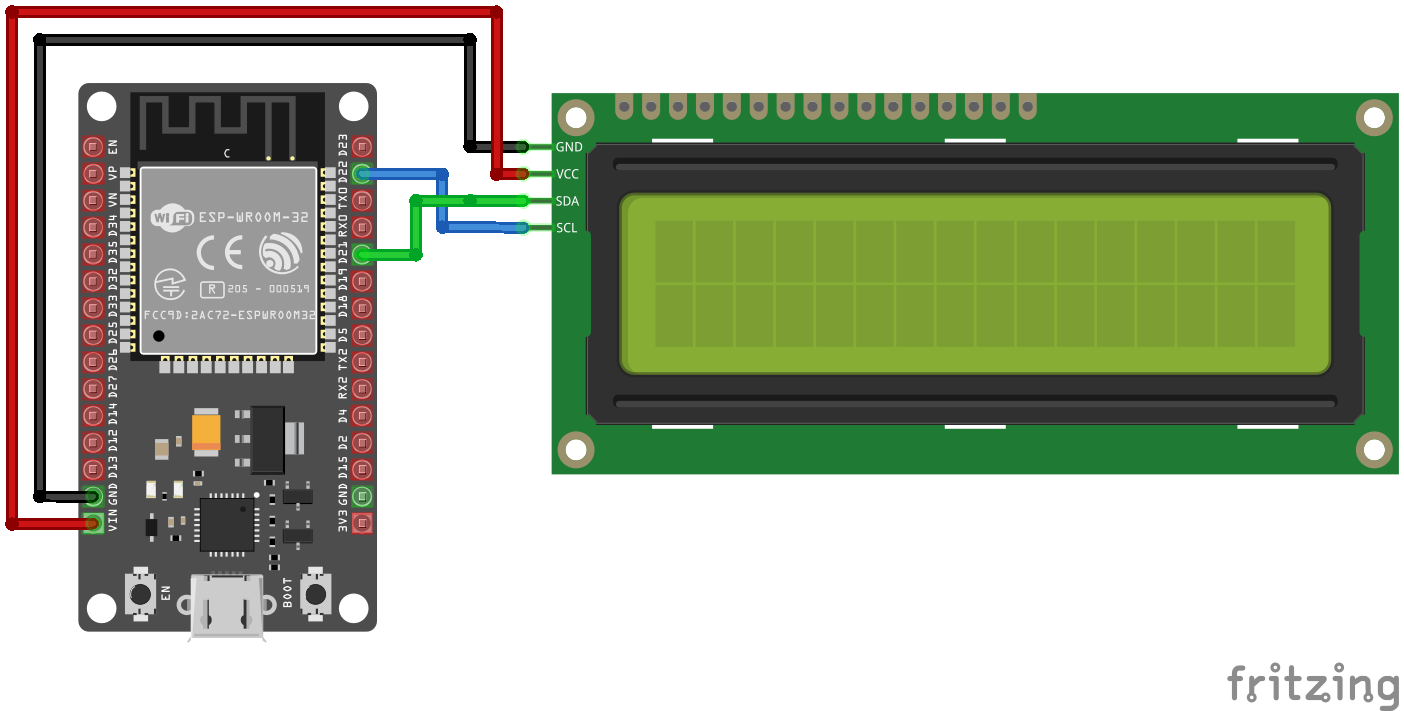 C
EN
VP
VN
D34
D35
D32
D33
D25
D26
D27
D14
D12
D13
GND
VIN
D23
D22
TX0
RX0
D21
D19
D18
D5
TX2
RX2
D4
D2
D15
GND
3V3
WiFi
ESP-WROOM-32
CE
R
205 - 000519
FCC9D:2AC72-ESPWROOM32
EN
BOOT
GND
VCC
SDA
SCL
fritzing